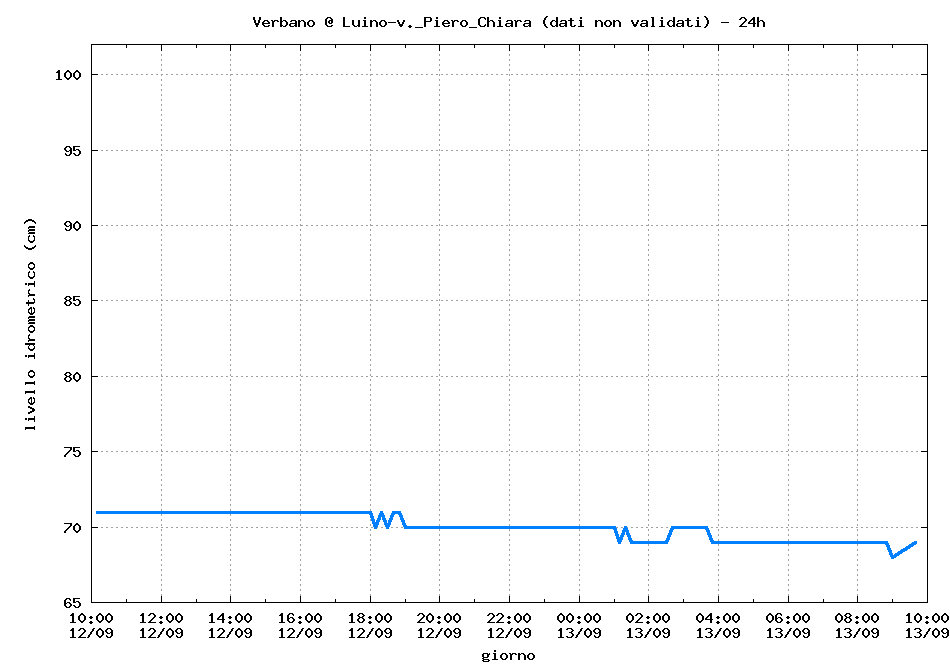 Verbano @ Luino-v._Piero_Chiara (dati non validati) - 24h
livello idrometrico (cm)
100
95
90
85
80
75
70
65
10:00 12:00 14:00 16:00 18:00 20:00 22:00 00:00 02:00 04:00 06:00 08:00 10:00
12/09 12/09 12/09 12/09 12/09 12/09 12/09 13/09 13/09 13/09 13/09 13/09 13/09
giorno